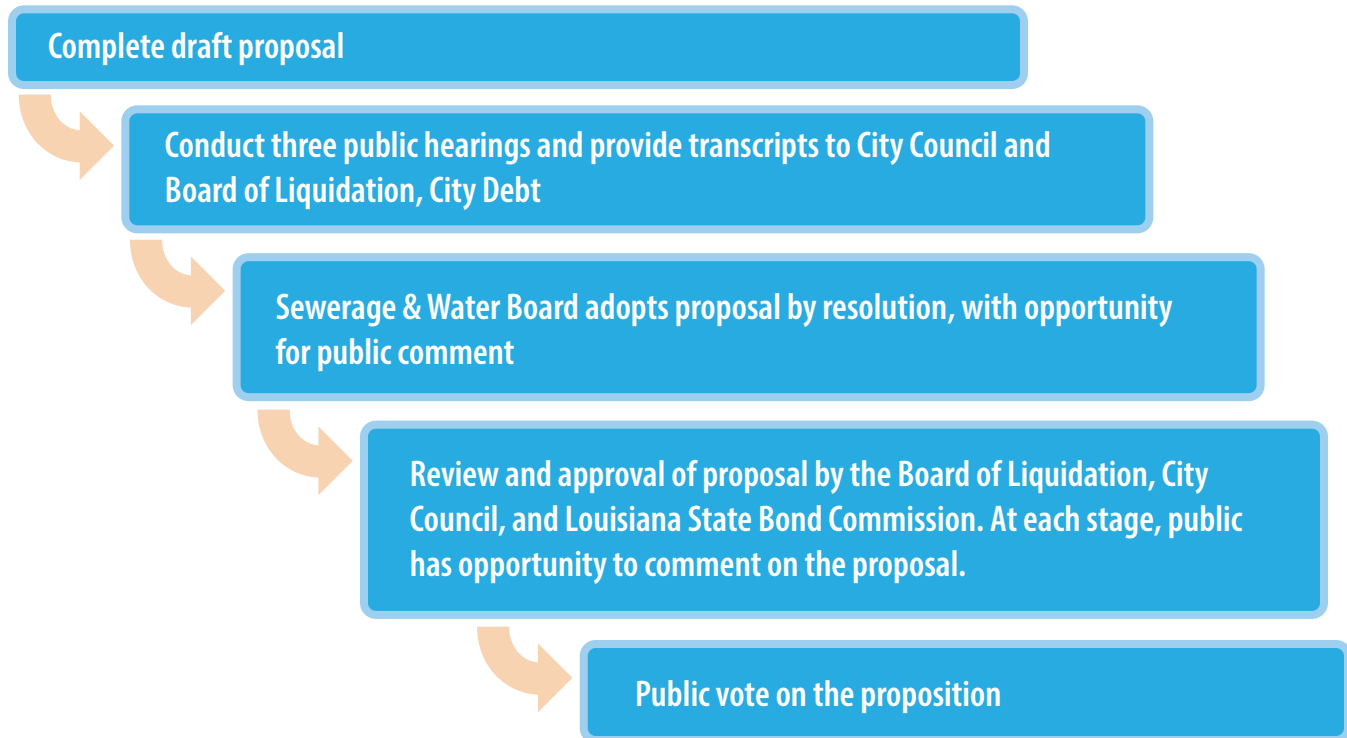 Complete draft proposal
Conduct three public hearings and provide transcripts to City Council and
Board of Liquidation, City Debt
Sewerage & Water Board adopts proposal by resolution, with opportunity
for public comment
Review and approval of proposal by the Board of Liquidation, City
Council, and Louisiana State Bond Commission. At each stage, public
has opportunity to comment on the proposal.
Public vote on the proposition